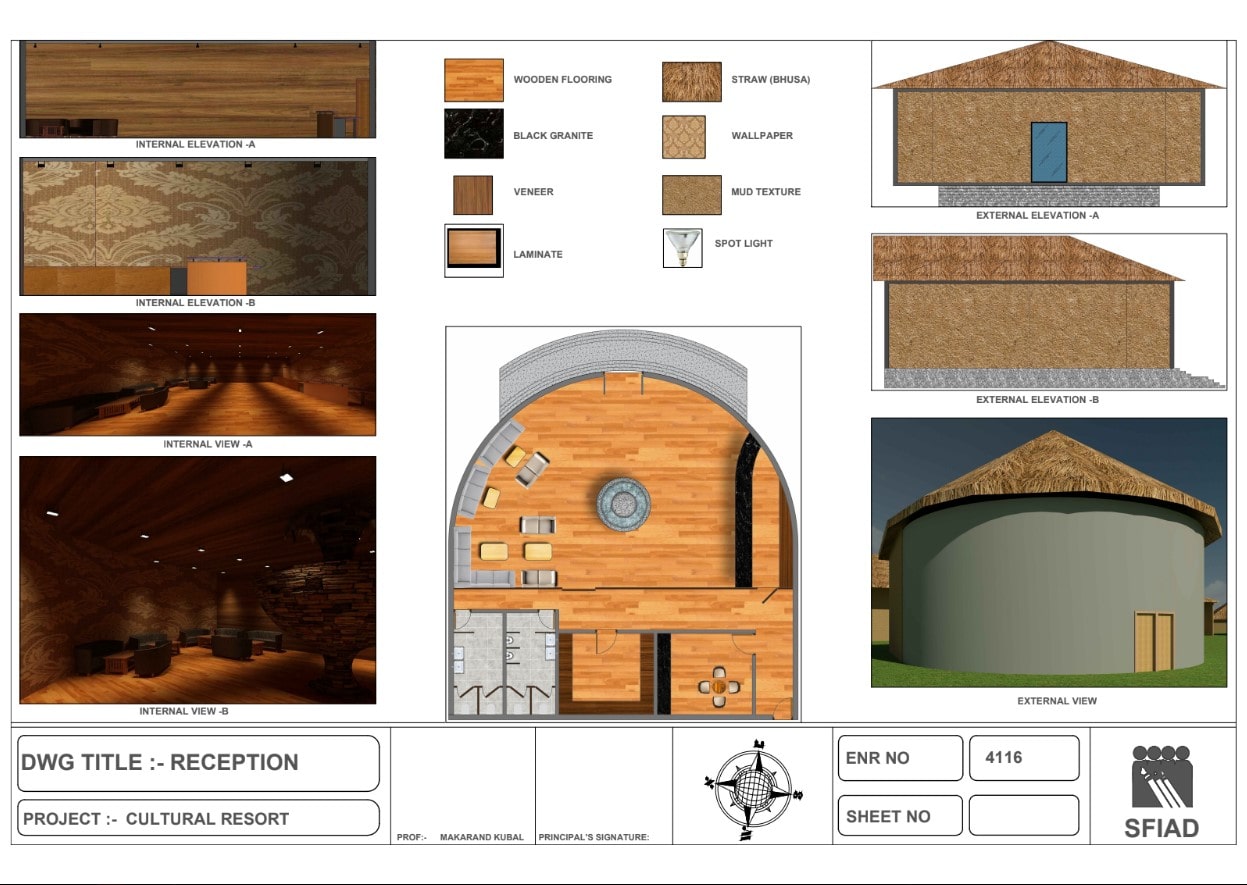 INTERNAL ELEVATION -A
INTERNAL ELEVATION -B
INTERNAL VIEW -A
INTERNAL VIEW -B
WOODEN FLOORING
STRAW (BHUSA)
BLACK GRANITE
WALLPAPER
VENEER
MUD TEXTURE
LAMINATE
SPOT LIGHT
EXTERNAL ELEVATION -A
EXTERNAL ELEVATION -B
EXTERNAL VIEW
DWG TITLE :- RECEPTION
PROJECT :- CULTURAL RESORT
PROF:- MAKARAND KUBAL
PRINCIPAL'S SIGNATURE:
ENR NO 4116
SHEET NO
SFIAD